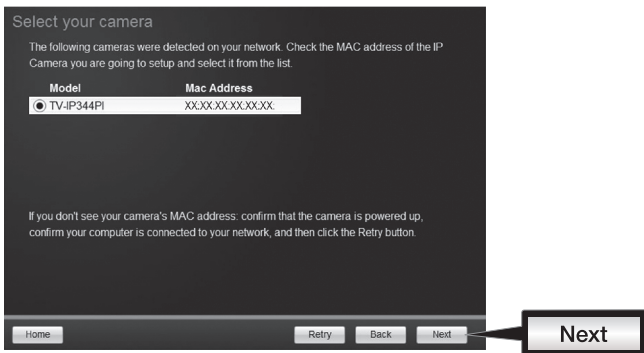 Select your camera
The following cameras were detected on your network. Check the MAC address of the IP
Camera you are going to setup and select it from the list.
Model Mac Address
TV-IP344PI XX:XX:XX:XX:XX:XX:
If you don't see your camera's MAC address: confirm that the camera is powered up,
confirm your computer is connected to your network, and then click the Retry button.
Home Retry Back Next
Next